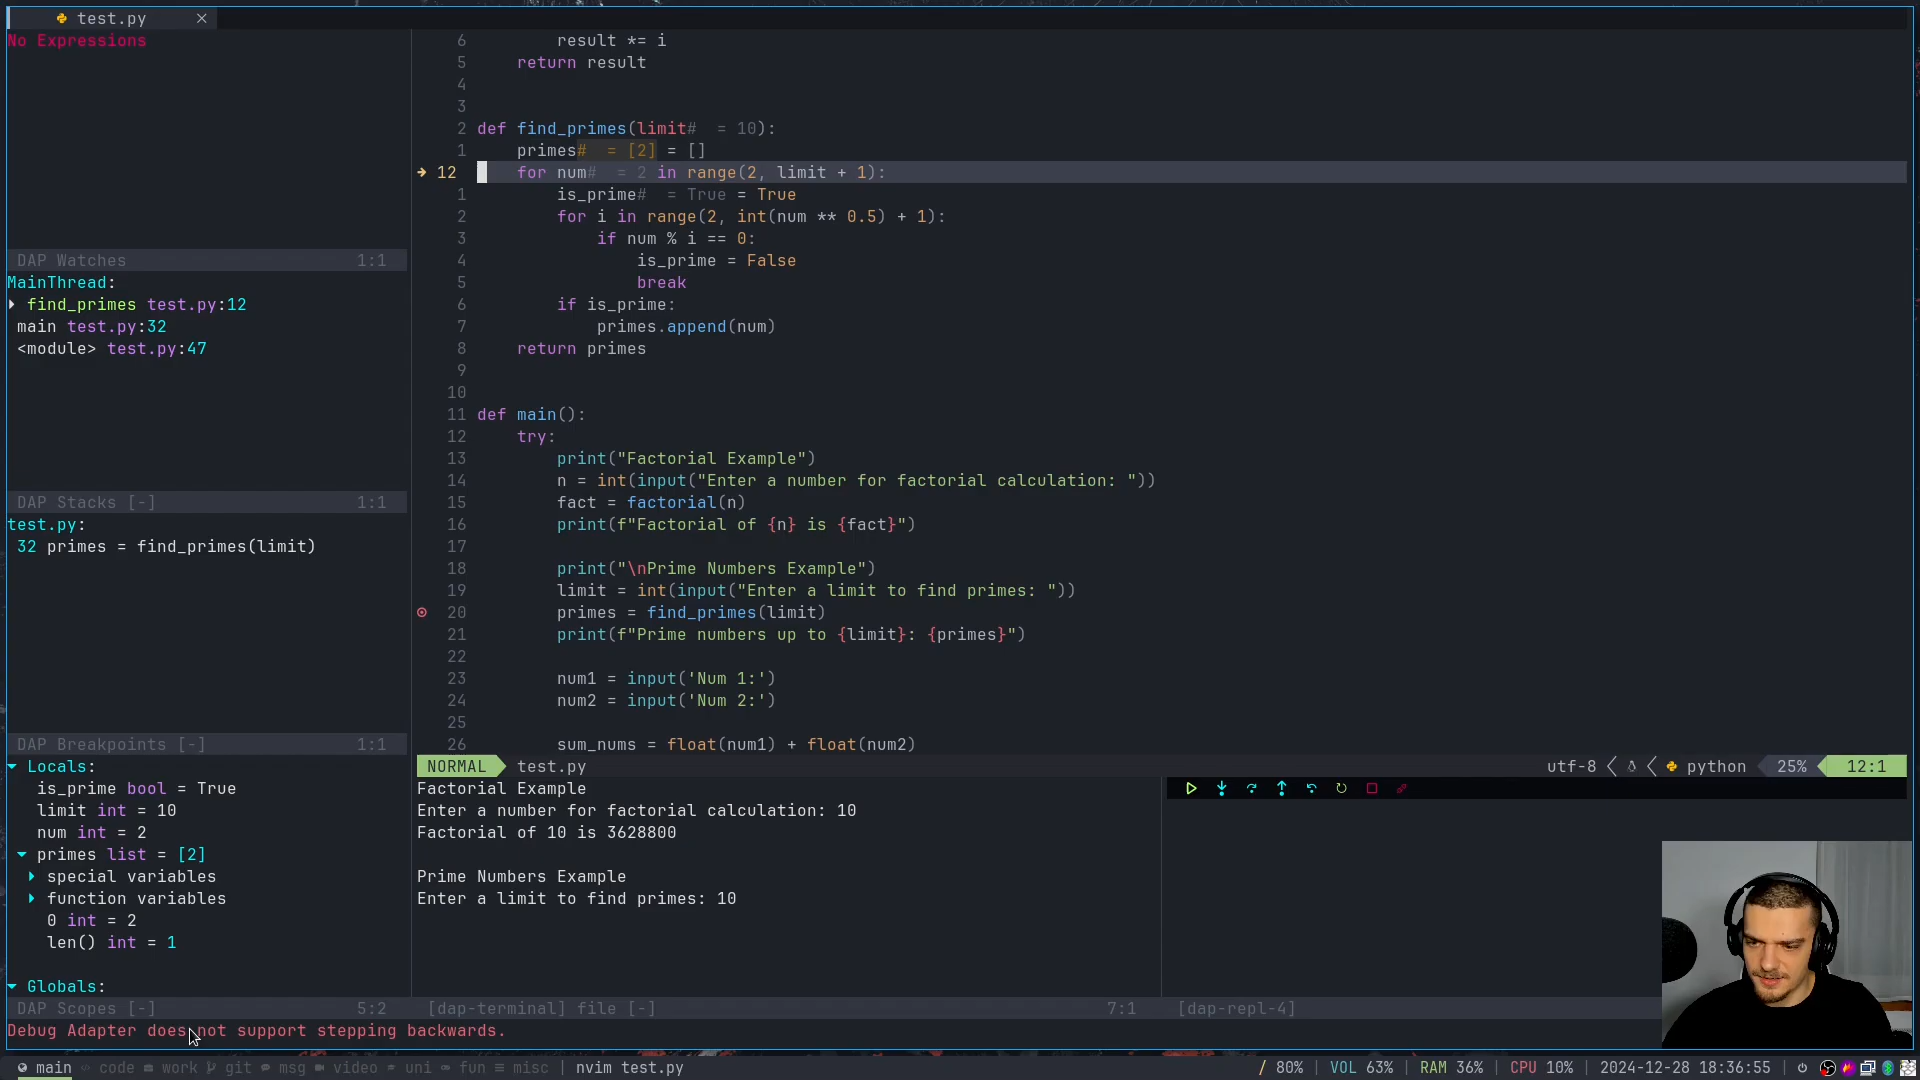 test.py
No Expressions
DAP Watches 1:1
MainThread:
find_primes test.py:12
main test.py:32
<module> test.py:47
DAP Stacks [-] 1:1
test.py:
32 primes = find_primes(limit)
DAP Breakpoints [-] 1:1
Locals:
is_prime bool = True
limit int = 10
num int = 2
primes list = [2]
special variables
function variables
0 int = 2
len() int = 1
Globals:
DAP Scopes [-] 5:2
6 result *= i
5 return result
4
3
2 def find_primes(limit# = 10):
1 primes# = [2] = []
12 for num# = 2 in range(2, limit + 1):
1 is_prime# = True = True
2 for i in range(2, int(num ** 0.5) + 1):
3 if num % i == 0:
4 is_prime = False
5 break
6 if is_prime:
7 primes.append(num)
8 return primes
9
10
11 def main():
12 try:
13 print("Factorial Example")
14 n = int(input("Enter a number for factorial calculation: "))
15 fact = factorial(n)
16 print(f"Factorial of {n} is {fact}")
17
18 print("\nPrime Numbers Example")
19 limit = int(input("Enter a limit to find primes: "))
20 primes = find_primes(limit)
21 print(f"Prime numbers up to {limit}: {primes}")
22
23 num1 = input('Num 1:')
24 num2 = input('Num 2:')
25
26 sum_nums = float(num1) + float(num2)
NORMAL test.py utf-8 python 25% 12:1
Factorial Example
Enter a number for factorial calculation: 10
Factorial of 10 is 3628800
Prime Numbers Example
Enter a limit to find primes: 10
[dap-terminal] file [-] 7:1
[dap-repl-4]
Debug Adapter does not support stepping backwards.
main code work git msg video uni fun misc | nvim test.py
/ 80% | VOL 63% | RAM 36% | CPU 10% | 2024-12-28 18:36:55 |